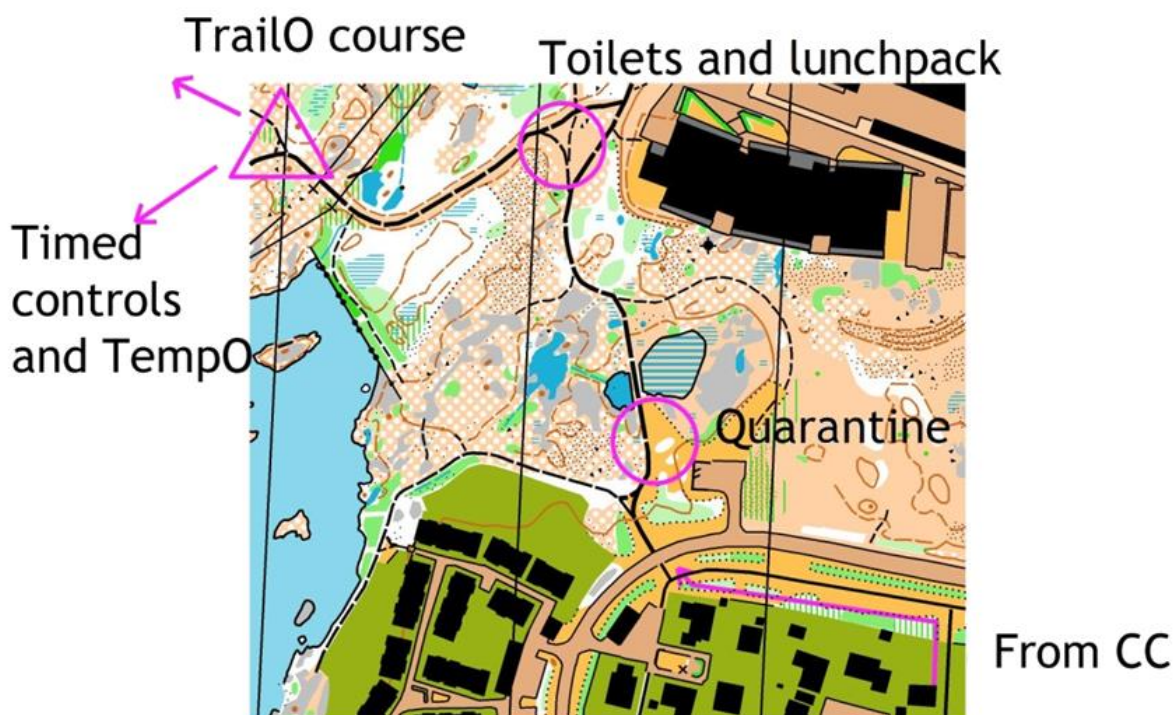 TrailO course
Toilets and lunchpack
Timed
controls
and TempO
Quarantine
From CC